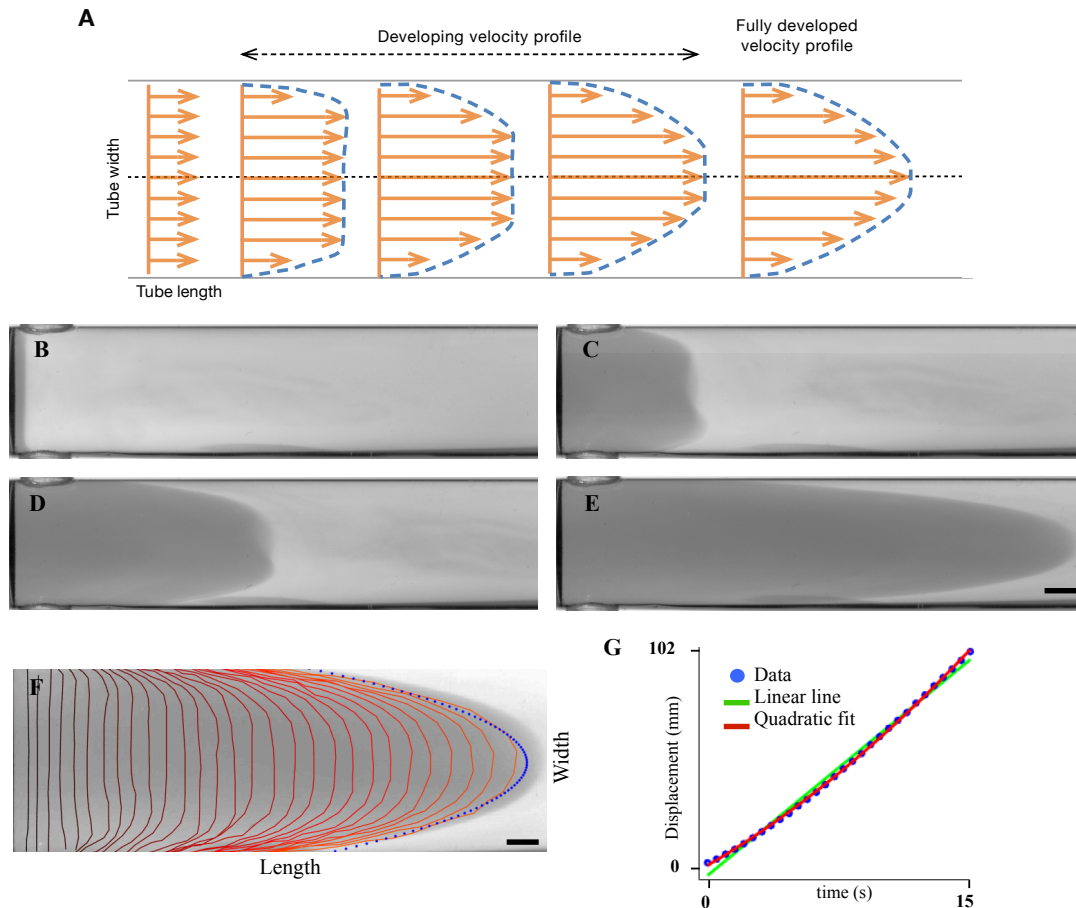 A
Developing velocity profile
Fully developed
velocity profile
Tube width
Tube length
B
C
D
E
F
Width
Length
G
102
Data
Linear line
Quadratic fit
Displacement (mm)
0
0
time (s)
15